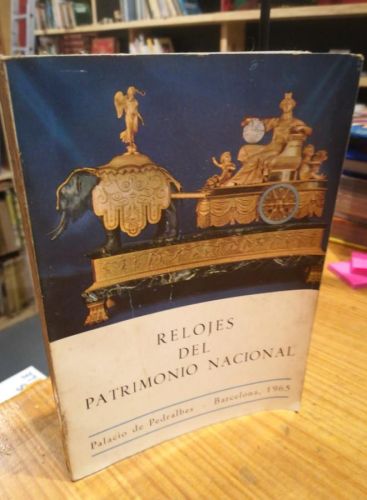 RELOJES
DEL
PATRIMONIO NACIONAL
Palacio de Pedralbes - Barcelona, 1965